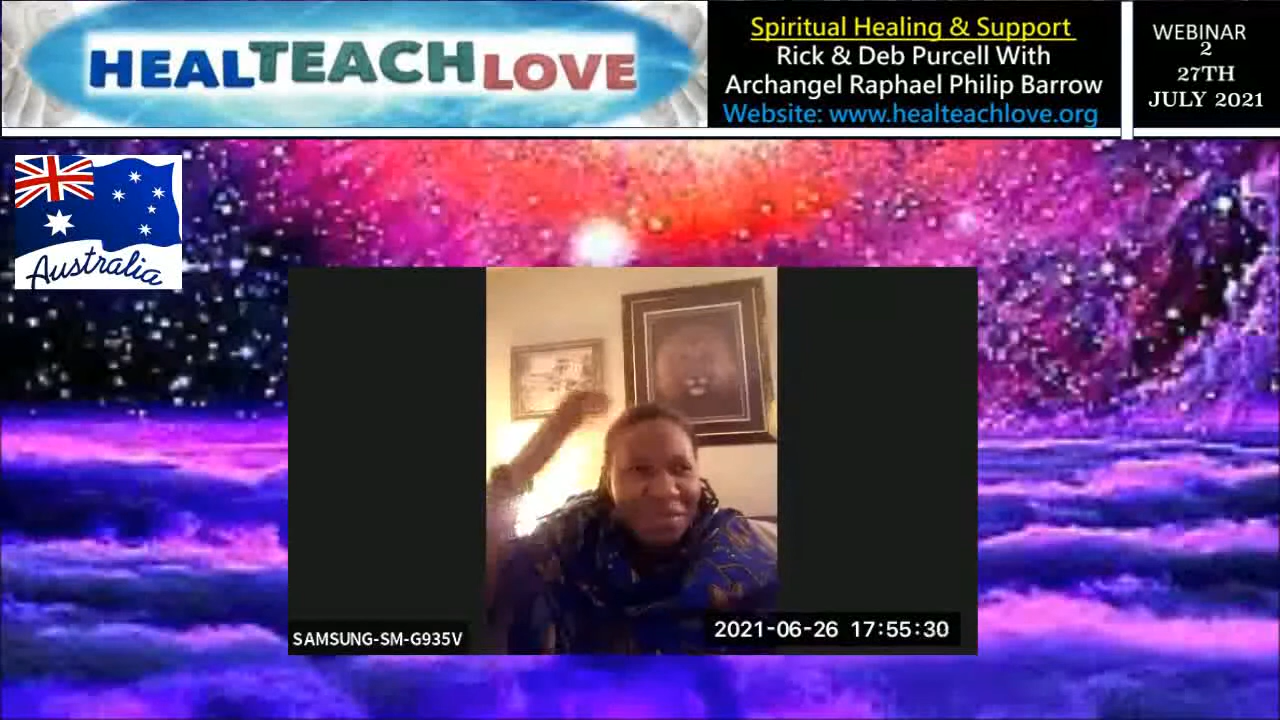 HEALTEACHLOVE
Spiritual Healing & Support
Rick & Deb Purcell With
Archangel Raphael Philip Barrow
Website: www.healteachlove.org
WEBINAR
2
27TH
JULY 2021
Australia
SAMSUNG-SM-G935V
2021-06-26 17:55:30